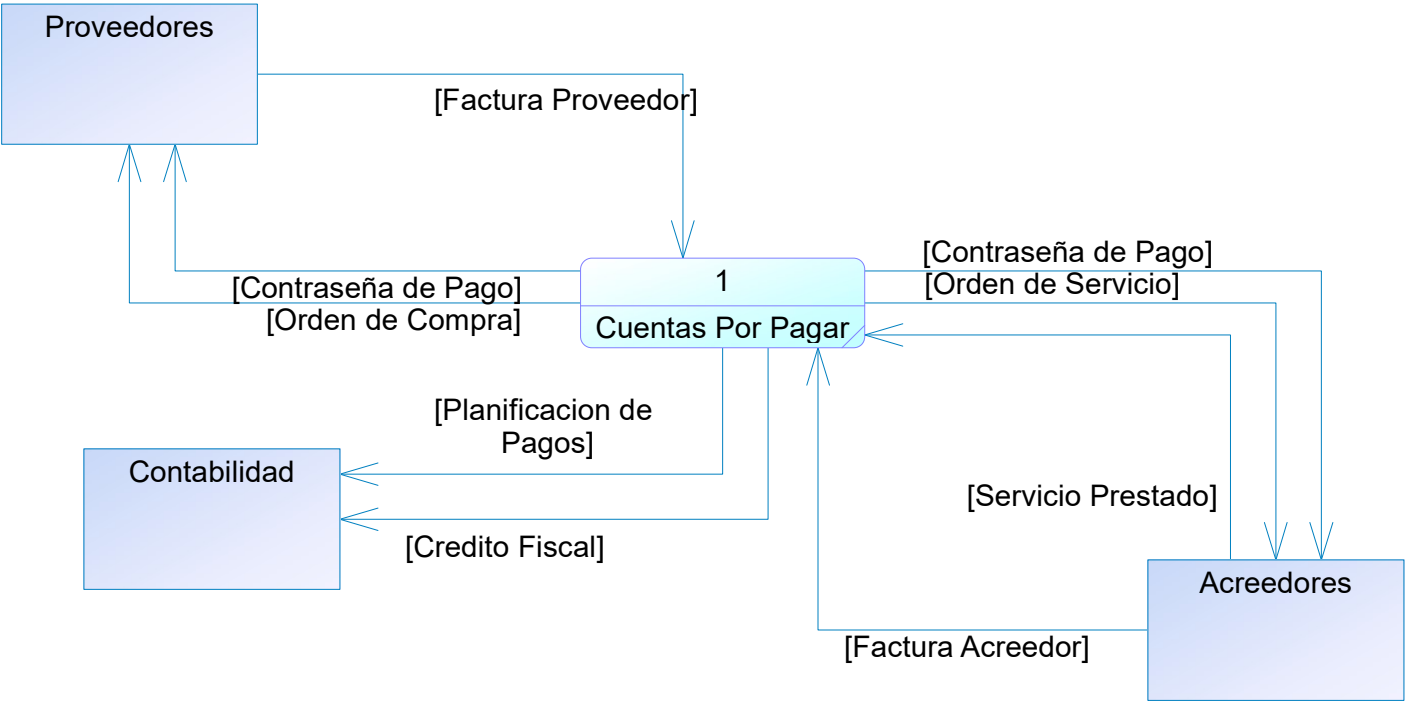 Proveedores
[Factura Proveedor]
[Contraseña de Pago]
[Orden de Servicio]
1
Cuentas Por Pagar
[Contraseña de Pago]
[Orden de Compra]
[Planificacion de
Pagos]
Contabilidad
[Servicio Prestado]
[Credito Fiscal]
Acreedores
[Factura Acreedor]